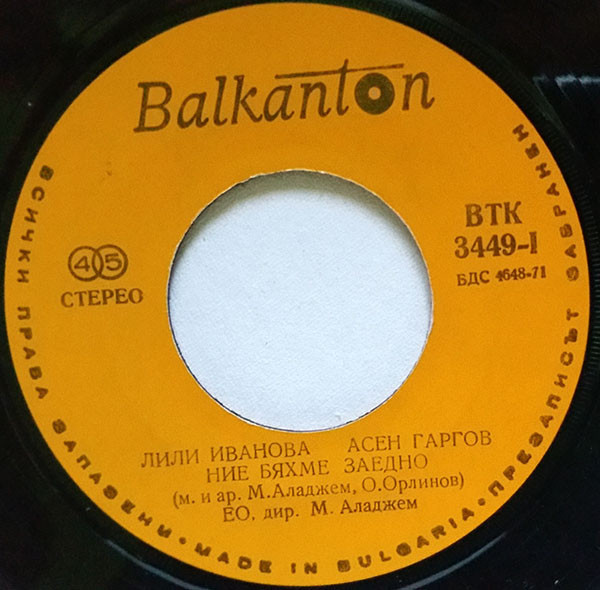 Balkanton
45
СТЕРЕО
ВТК
3449-I
БДС 4648-71
ЛИЛИ ИВАНОВА АСЕН ГАРГОВ
НИЕ БЯХМЕ ЗАЕДНО
(м. и ар. М.Аладжем, О.Орлинов)
ЕО, дир. М. Аладжем
ВСИЧКИ ПРАВА ЗАПАЗЕНИ • MADE IN BULGARIA • ПРЕЗАПИСЪТ ЗАБРАНЕН